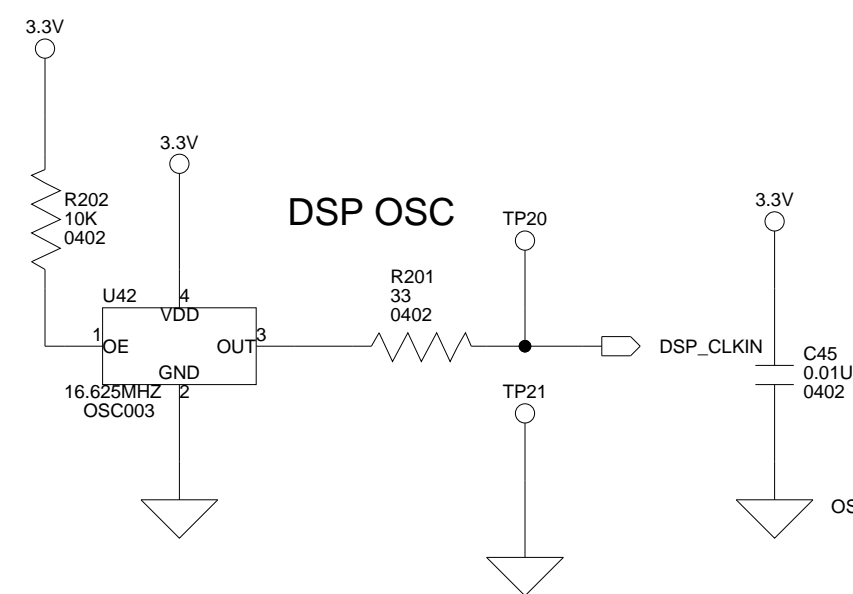 3.3V
3.3V
R202
10K
0402
DSP OSC
TP20
3.3V
R201
33
0402
U42
4
VDD
1
OE
OUT
3
GND
2
16.625MHZ
OSC003
DSP_CLKIN
C45
0.01U
0402
TP21
OS